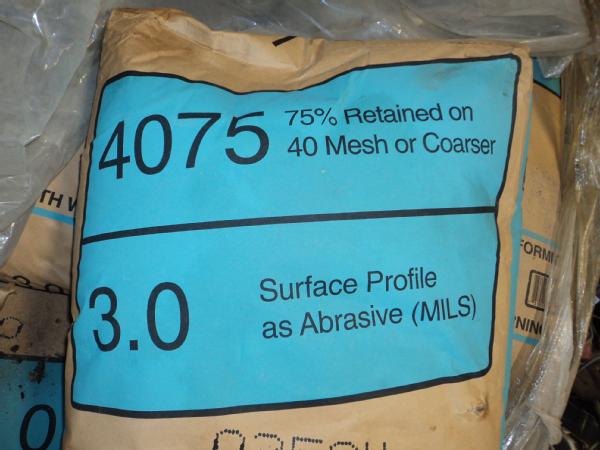 4075
75% Retained on
40 Mesh or Coarser
3.0
Surface Profile
as Abrasive (MILS)